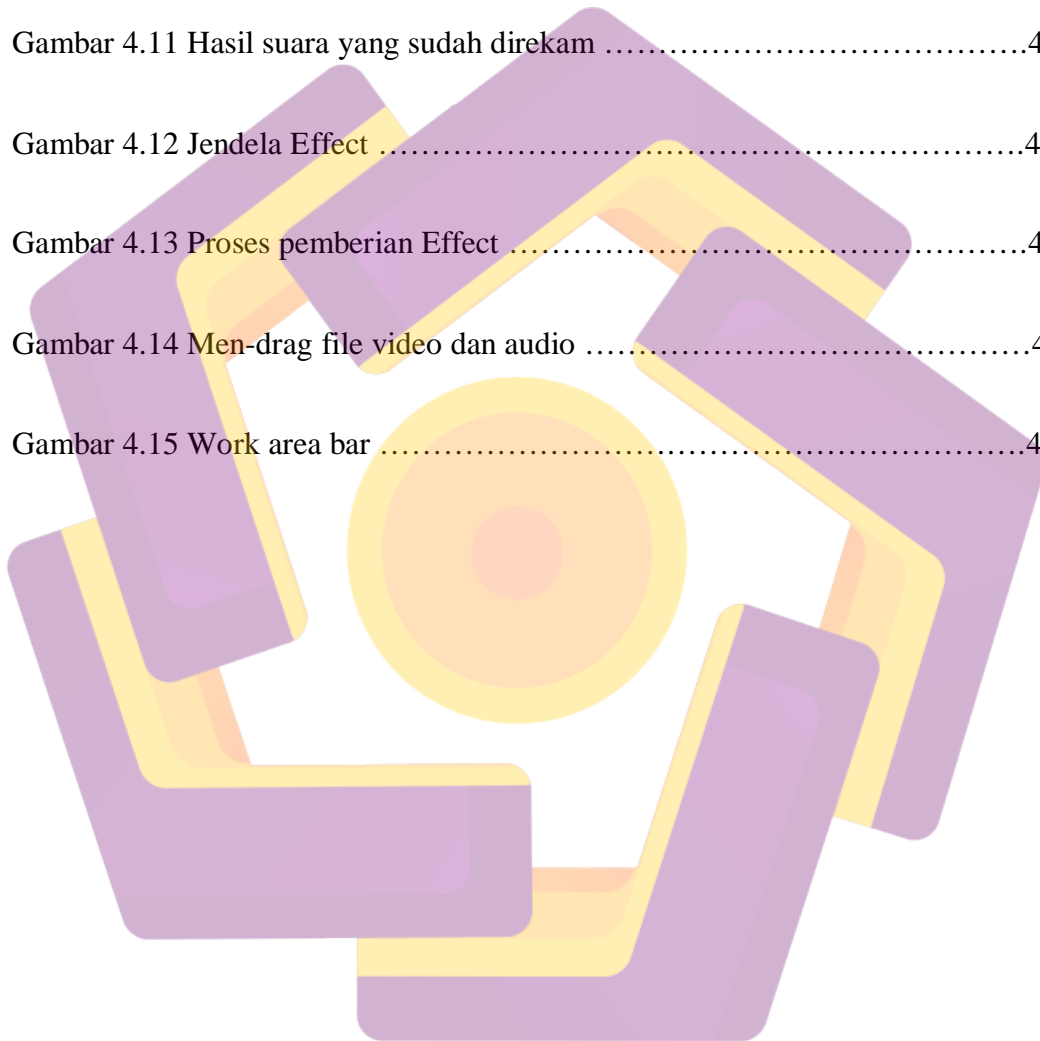 Gambar 4.11 Hasil suara yang sudah direkam …………………………………….4
Gambar 4.12 Jendela Effect ……………………………………………………….4
Gambar 4.13 Proses pemberian Effect …………………………………………….4
Gambar 4.14 Men-drag file video dan audio ……………………………………….4
Gambar 4.15 Work area bar ……………………………………………………….4